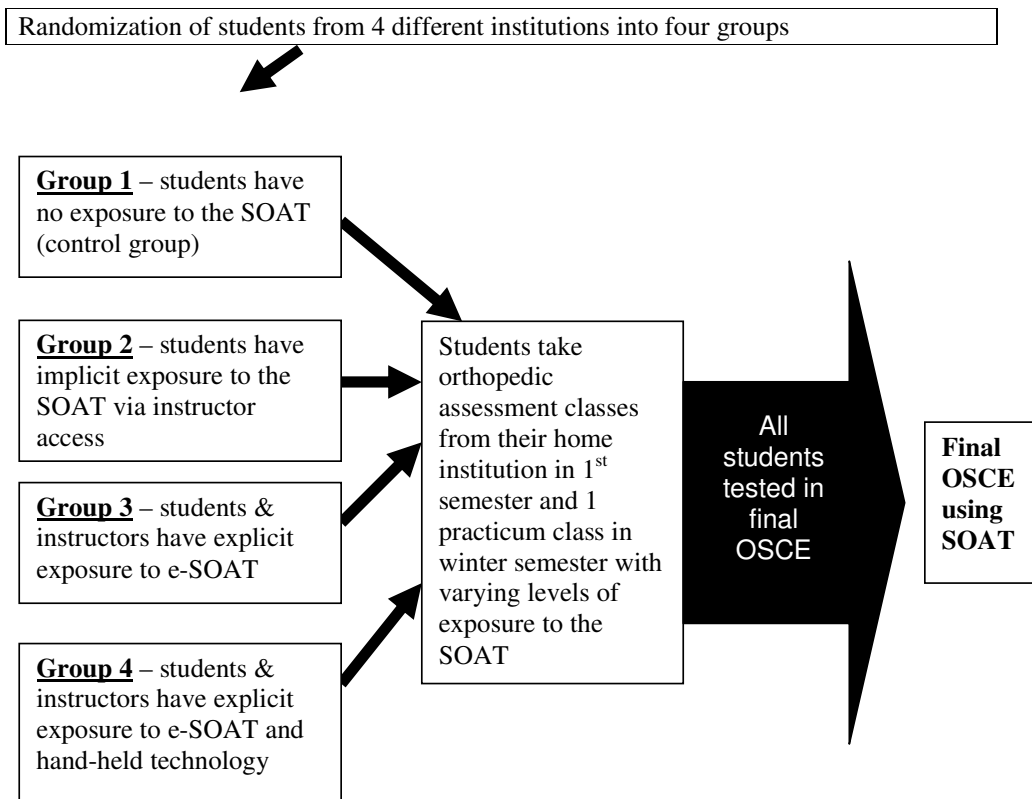 Randomization of students from 4 different institutions into four groups
Group 1 – students have
no exposure to the SOAT
(control group)
Group 2 – students have
implicit exposure to the
SOAT via instructor
access
Group 3 – students &
instructors have explicit
exposure to e-SOAT
Group 4 – students &
instructors have explicit
exposure to e-SOAT and
hand-held technology
Students take
orthopedic
assessment classes
from their home
institution in 1st
semester and 1
practicum class in
winter semester with
varying levels of
exposure to the
SOAT
All
students
tested in
final
OSCE
Final
OSCE
using
SOAT